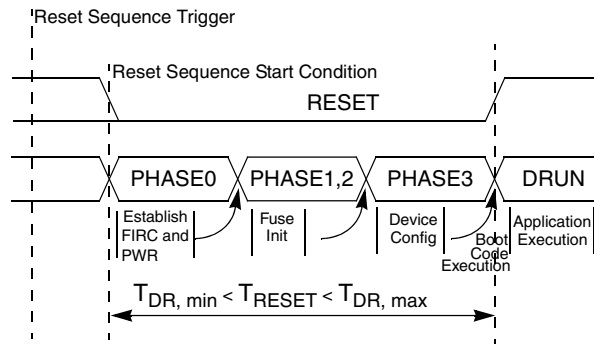 Reset Sequence Trigger
Reset Sequence Start Condition
RESET
PHASE0
PHASE1,2
PHASE3
DRUN
Establish
FIRC and
PWR
Fuse
Init
Device
Config
Boot
Code
Execution
Application
Execution
TDR, min < TRESET < TDR, max